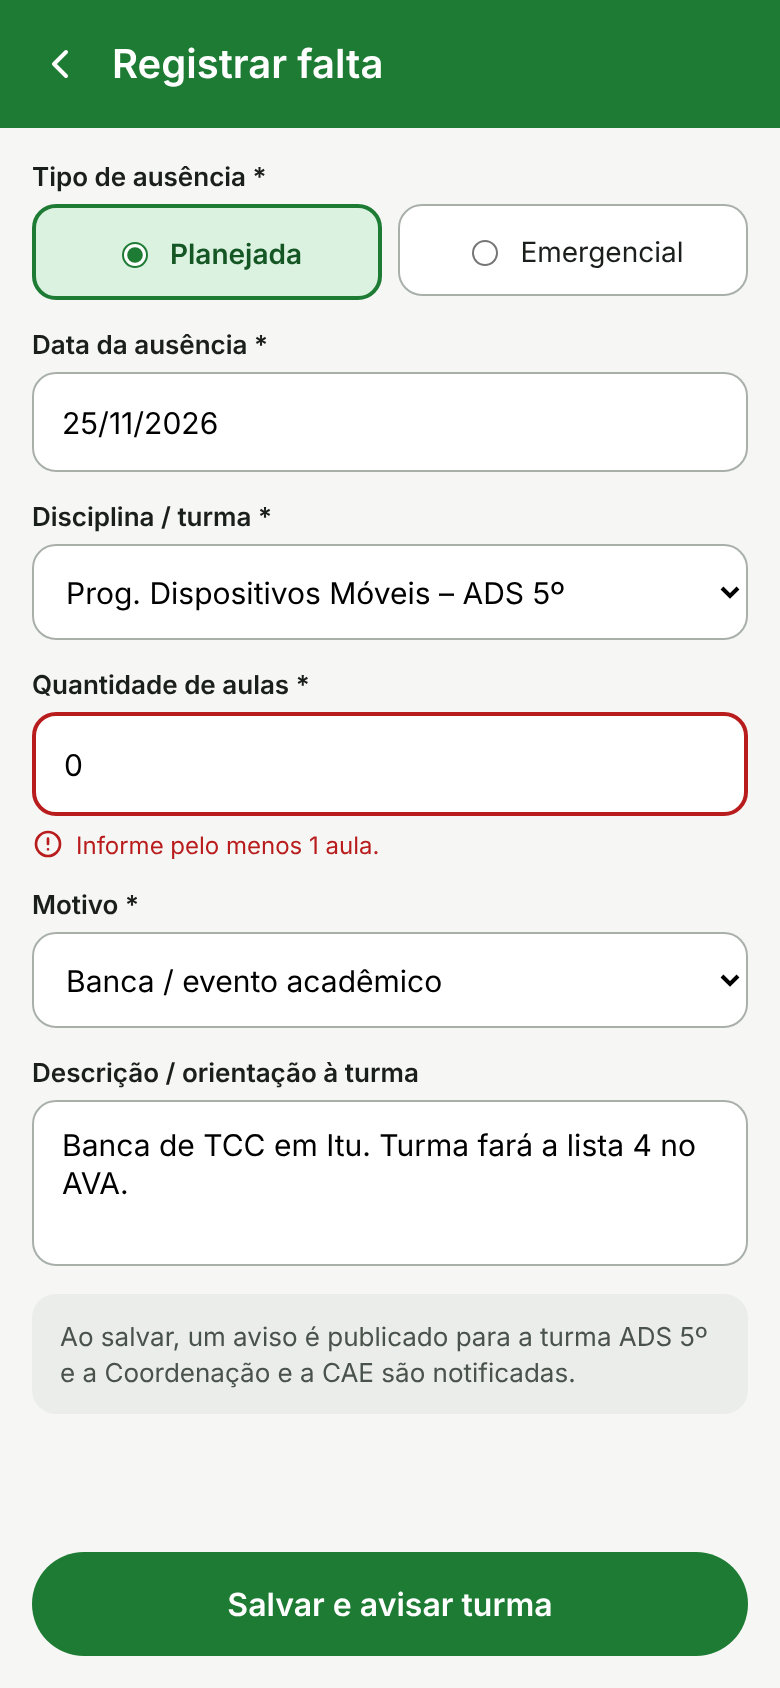 Registrar falta
Tipo de ausência *
Planejada
Emergencial
Data da ausência *
25/11/2026
Disciplina / turma *
Prog. Dispositivos Móveis – ADS 5º
Quantidade de aulas *
0
Informe pelo menos 1 aula.
Motivo *
Banca / evento acadêmico
Descrição / orientação à turma
Banca de TCC em Itu. Turma fará a lista 4 no
AVA.
Ao salvar, um aviso é publicado para a turma ADS 5º
e a Coordenação e a CAE são notificadas.
Salvar e avisar turma